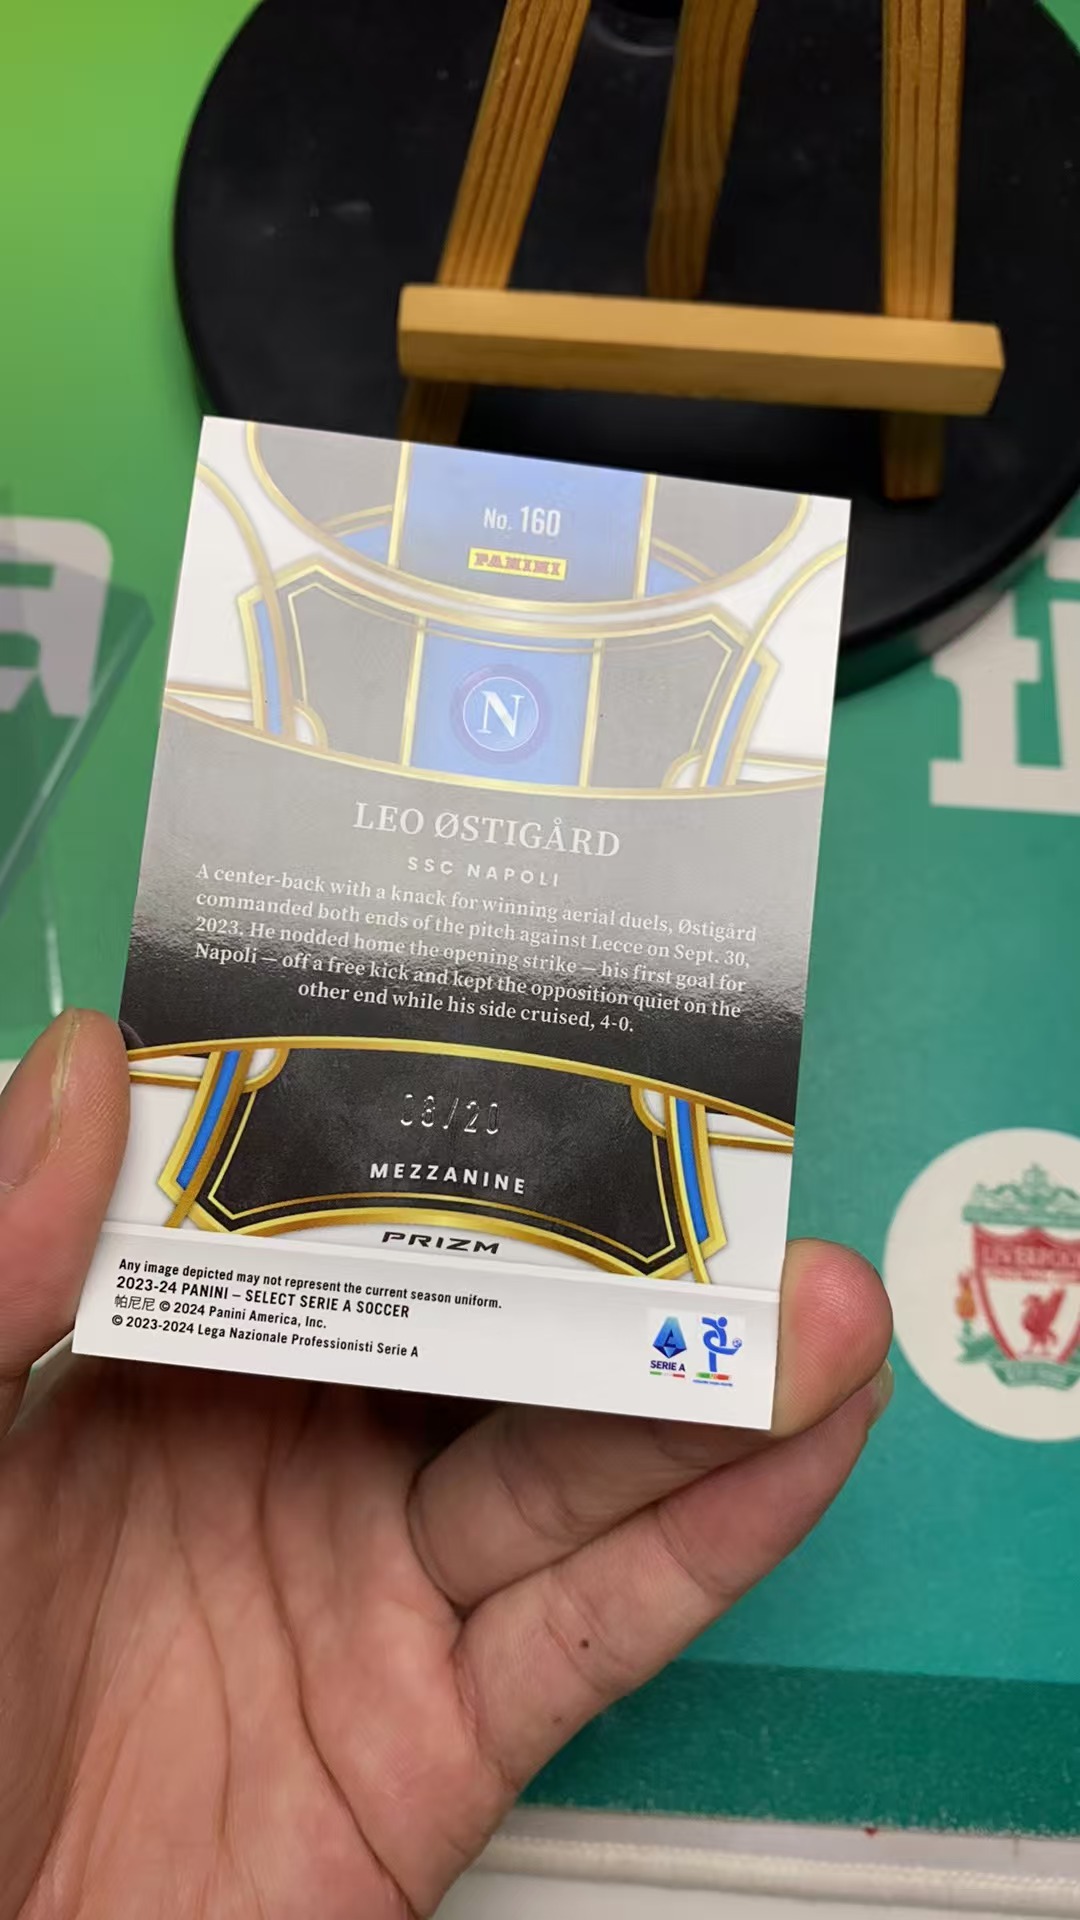 No. 160
PANINI
N
LEO ØSTIGÅRD
SSC NAPOLI
A center-back with a knack for winning aerial duels, Østigård
commanded both ends of the pitch against Lecce on Sept. 30,
2023. He nodded home the opening strike — his first goal for
Napoli — off a free kick and kept the opposition quiet on the
other end while his side cruised, 4-0.
08/20
MEZZANINE
PRIZM
Any image depicted may not represent the current season uniform.
2023-24 PANINI – SELECT SERIE A SOCCER
帕尼尼 © 2024 Panini America, Inc.
© 2023-2024 Lega Nazionale Professionisti Serie A
SERIE A
LIVERPOOL